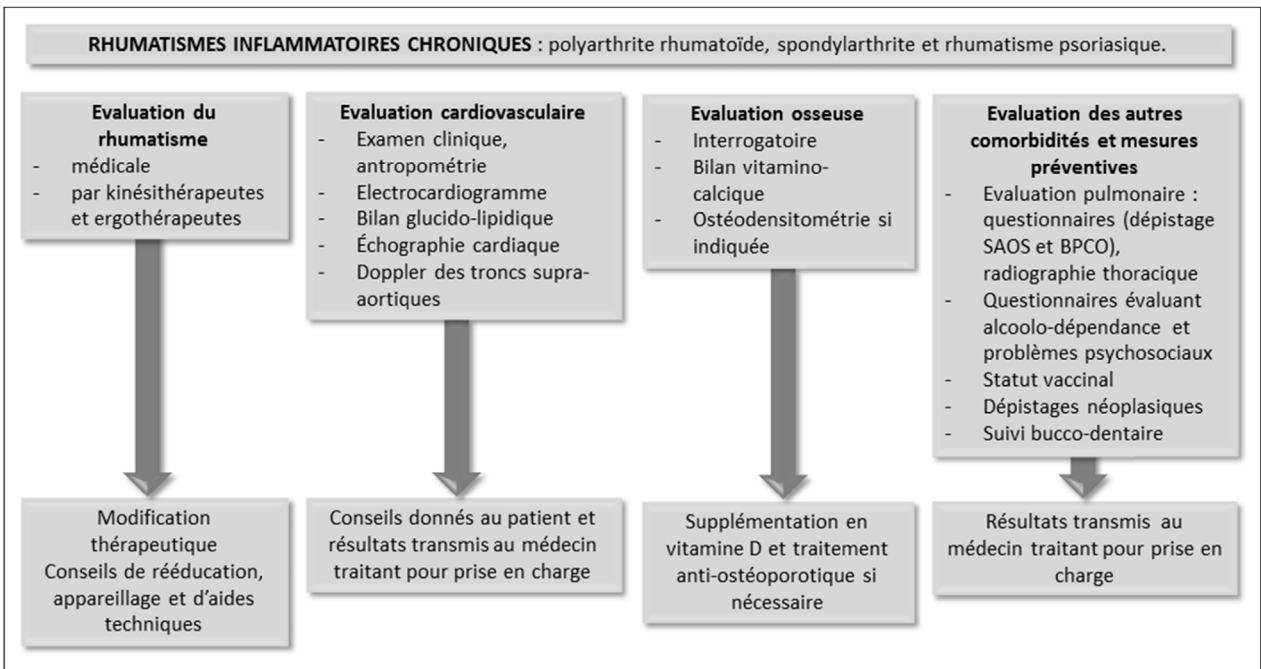 RHUMATISMES INFLAMMATOIRES CHRONIQUES : polyarthrite rhumatoïde, spondylarthrite et rhumatisme psoriasique.
Evaluation du
rhumatisme
- médicale
- par kinésithérapeutes
et ergothérapeutes
Evaluation cardiovasculaire
- Examen clinique,
antropométrie
- Electrocardiogramme
- Bilan glucido-lipidique
- Échographie cardiaque
- Doppler des troncs supra-
aortiques
Evaluation osseuse
- Interrogatoire
- Bilan vitamino-
calcique
- Ostéodensitométrie si
indiquée
Evaluation des autres
comorbidités et mesures
préventives
- Evaluation pulmonaire :
questionnaires (dépistage
SAOS et BPCO),
radiographie thoracique
- Questionnaires évaluant
alcoolo-dépendance et
problèmes psychosociaux
- Statut vaccinal
- Dépistages néoplasiques
- Suivi bucco-dentaire
Modification
thérapeutique
Conseils de rééducation,
appareillage et d'aides
techniques
Conseils donnés au patient et
résultats transmis au médecin
traitant pour prise en charge
Supplémentation en
vitamine D et traitement
anti-ostéoporotique si
nécessaire
Résultats transmis au
médecin traitant pour prise en
charge